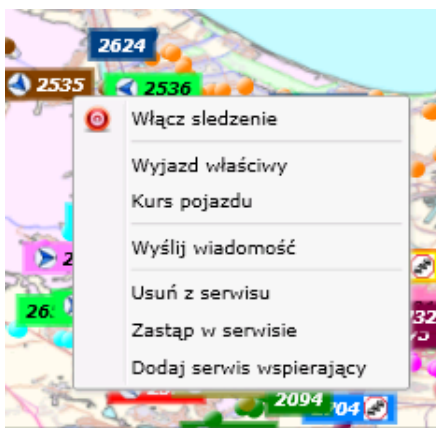 2624
2535
2536
Włącz sledzenie
Wyjazd właściwy
Kurs pojazdu
Wyślij wiadomość
Usuń z serwisu
Zastąp w serwisie
Dodaj serwis wspierający
2094